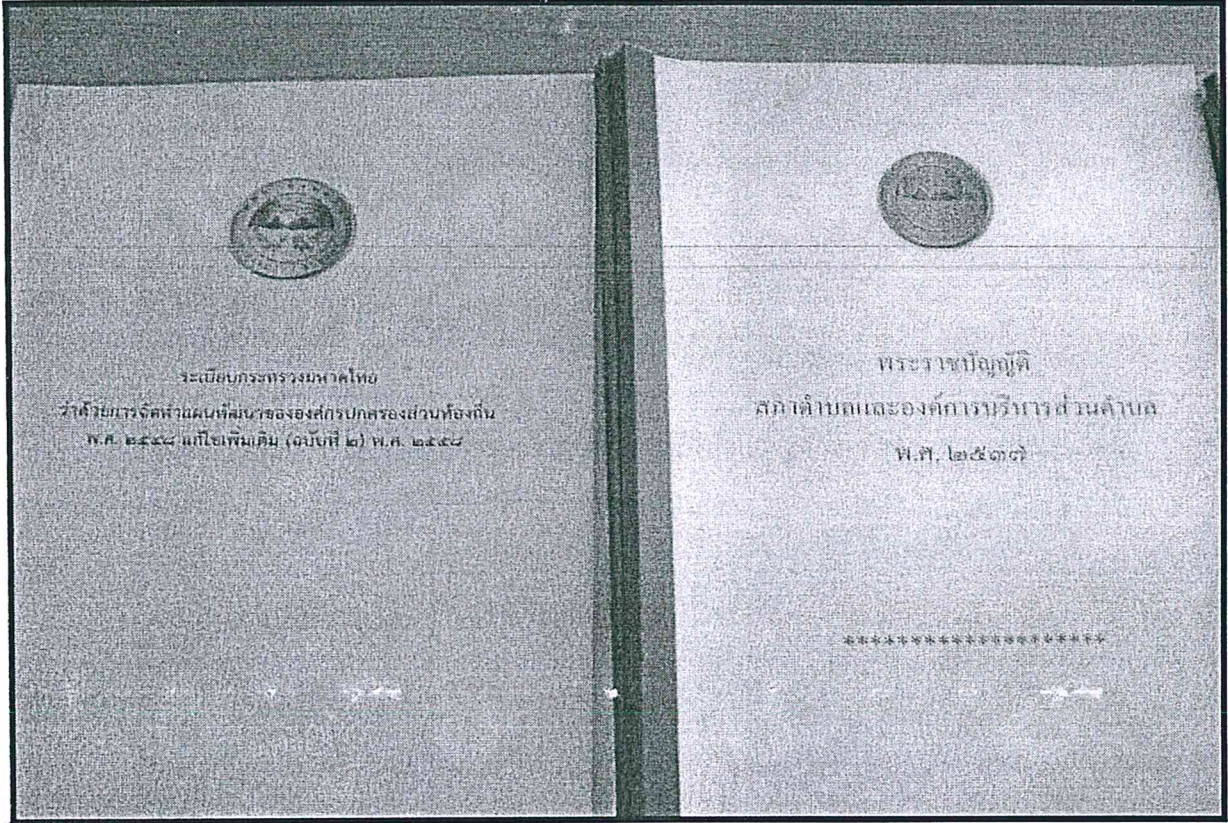 ระเบียบกระทรวงมหาดไทย
ว่าด้วยการจัดทำแผนพัฒนาขององค์กรปกครองส่วนท้องถิ่น
พ.ศ. ๒๕๔๘ แก้ไขเพิ่มเติม (ฉบับที่ ๒) พ.ศ. ๒๕๕๘
พระราชบัญญัติ
สภาตำบลและองค์การบริหารส่วนตำบล
พ.ศ. ๒๕๓๗
********************